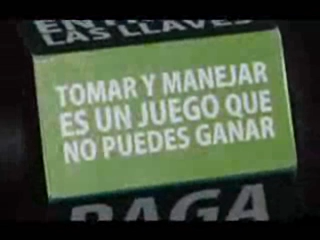 LAS LLAVES
TOMAR Y MANEJAR
ES UN JUEGO QUE
NO PUEDES GANAR